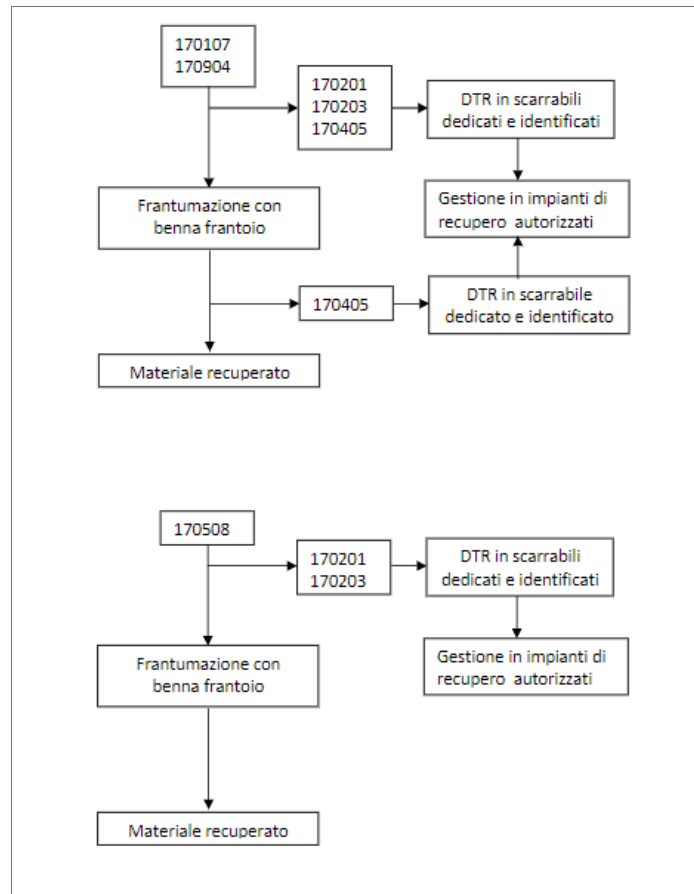 170107
170904
170201
170203
170405
DTR in scarrabili
dedicati e identificati
Frantumazione con
benna frantoio
Gestione in impianti di
recupero autorizzati
170405
DTR in scarrabile
dedicato e identificato
Materiale recuperato
170508
170201
170203
DTR in scarrabili
dedicati e identificati
Frantumazione con
benna frantoio
Gestione in impianti di
recupero autorizzati
Materiale recuperato